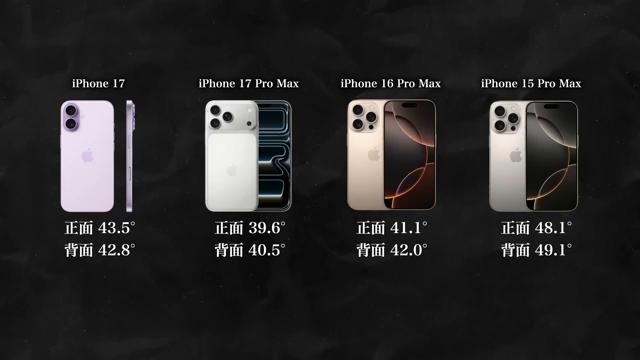 iPhone 17
正面 43.5°
背面 42.8°
iPhone 17 Pro Max
正面 39.6°
背面 40.5°
iPhone 16 Pro Max
正面 41.1°
背面 42.0°
iPhone 15 Pro Max
正面 48.1°
背面 49.1°